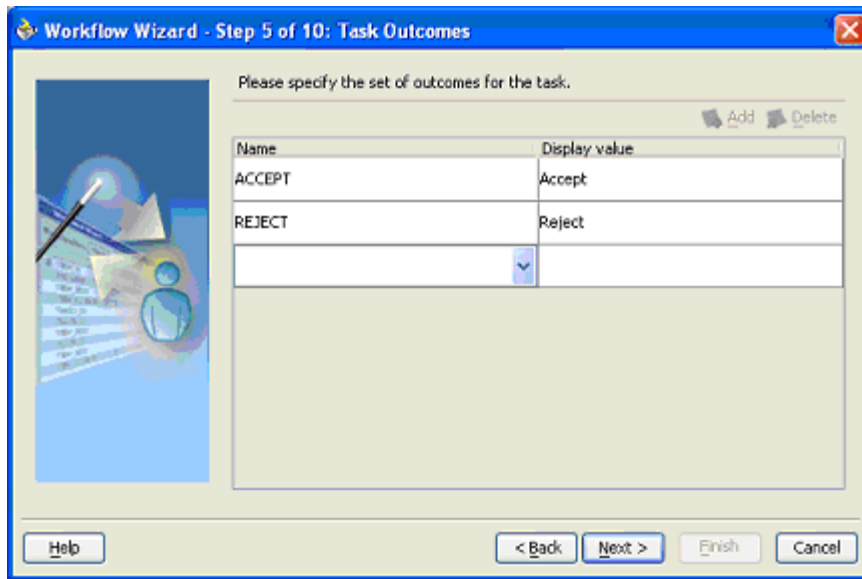 Workflow Wizard - Step 5 of 10: Task Outcomes
Please specify the set of outcomes for the task.
Add Delete
Name Display value
ACCEPT Accept
REJECT Reject
Help < Back Next > Finish Cancel